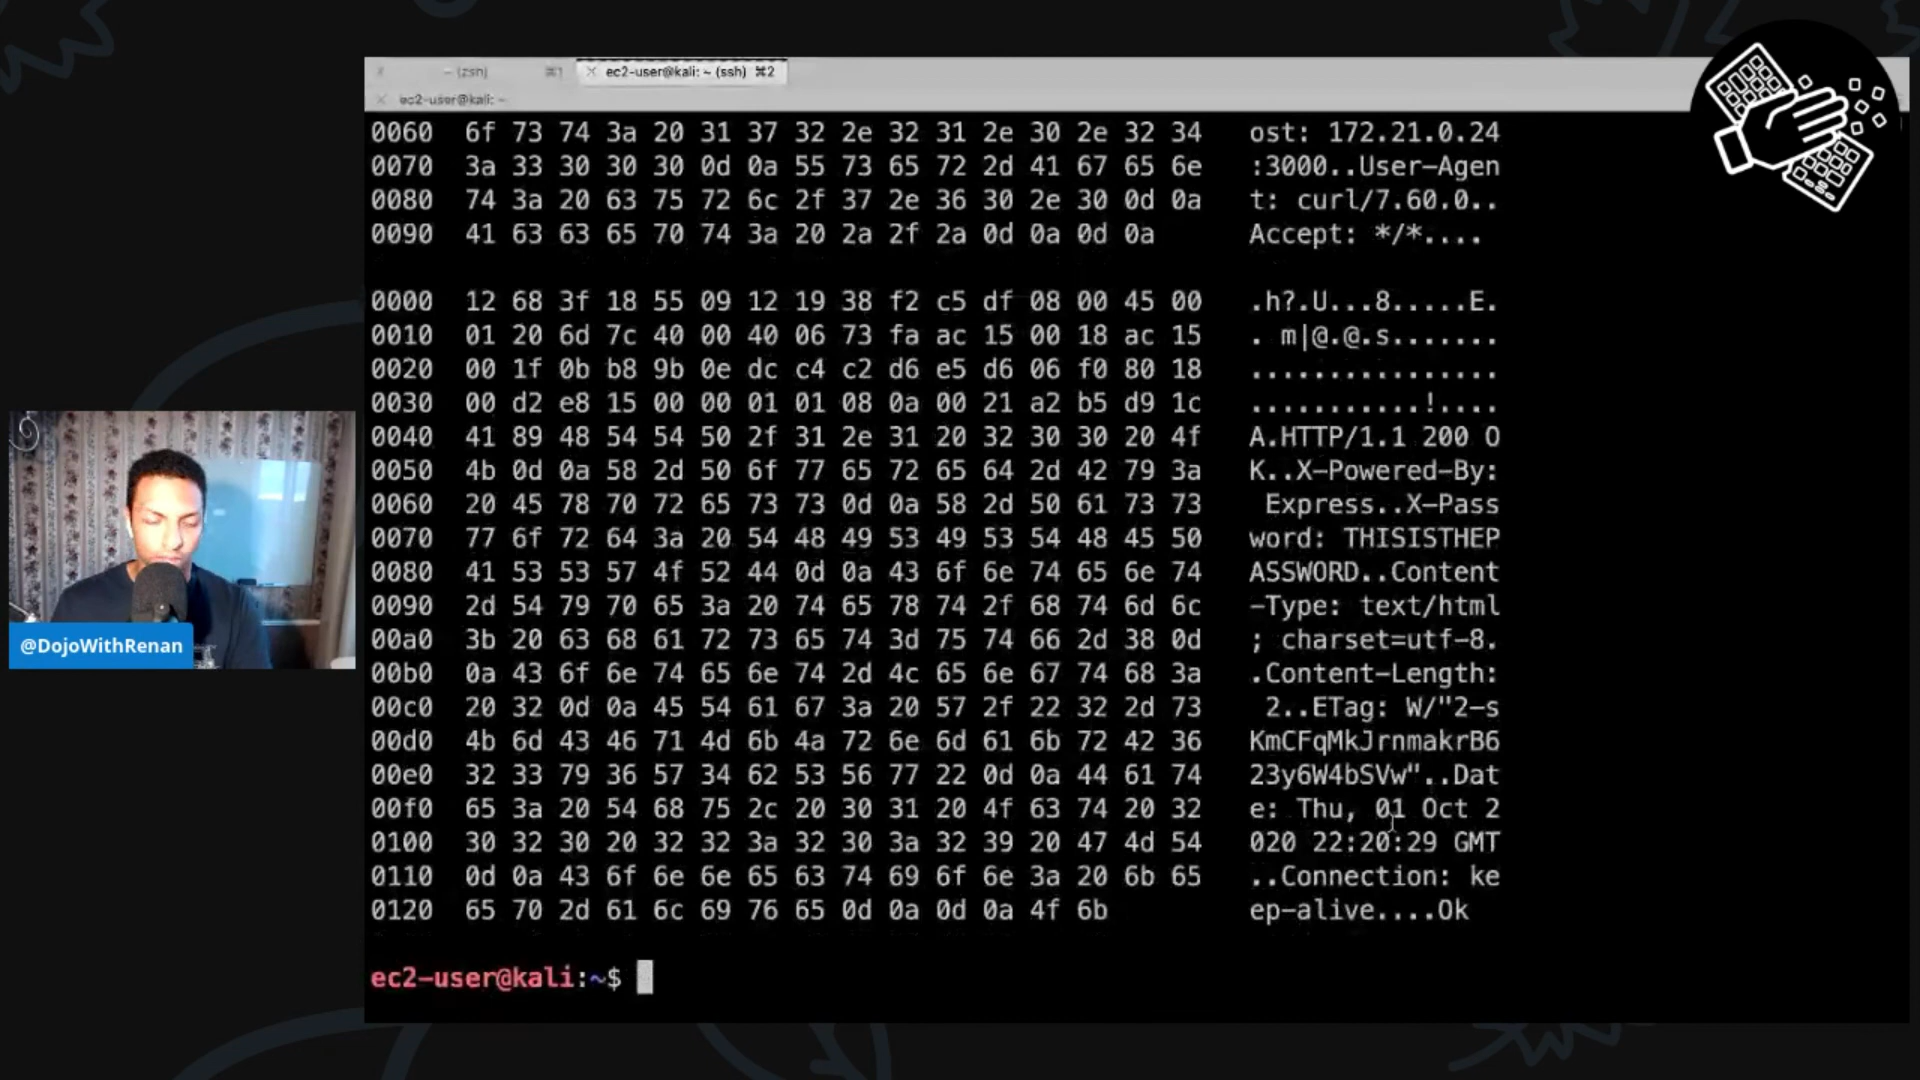 ~ (zsh) ⌘1 × ec2-user@kali: ~ (ssh) ⌘2
× ec2-user@kali: ~
0060 6f 73 74 3a 20 31 37 32 2e 32 31 2e 30 2e 32 34 ost: 172.21.0.24
0070 3a 33 30 30 30 0d 0a 55 73 65 72 2d 41 67 65 6e :3000..User-Agen
0080 74 3a 20 63 75 72 6c 2f 37 2e 36 30 2e 30 0d 0a t: curl/7.60.0..
0090 41 63 63 65 70 74 3a 20 2a 2f 2a 0d 0a 0d 0a Accept: */*....
0000 12 68 3f 18 55 09 12 19 38 f2 c5 df 08 00 45 00 .h?.U...8.....E.
0010 01 20 6d 7c 40 00 40 06 73 fa ac 15 00 18 ac 15 . m|@.@.s.......
0020 00 1f 0b b8 9b 0e dc c4 c2 d6 e5 d6 06 f0 80 18 ................
0030 00 d2 e8 15 00 00 01 01 08 0a 00 21 a2 b5 d9 1c ...........!....
0040 41 89 48 54 54 50 2f 31 2e 31 20 32 30 30 20 4f A.HTTP/1.1 200 O
0050 4b 0d 0a 58 2d 50 6f 77 65 72 65 64 2d 42 79 3a K..X-Powered-By:
0060 20 45 78 70 72 65 73 73 0d 0a 58 2d 50 61 73 73 Express..X-Pass
0070 77 6f 72 64 3a 20 54 48 49 53 49 53 54 48 45 50 word: THISISTHEP
0080 41 53 53 57 4f 52 44 0d 0a 43 6f 6e 74 65 6e 74 ASSWORD..Content
0090 2d 54 79 70 65 3a 20 74 65 78 74 2f 68 74 6d 6c -Type: text/html
00a0 3b 20 63 68 61 72 73 65 74 3d 75 74 66 2d 38 0d ; charset=utf-8.
00b0 0a 43 6f 6e 74 65 6e 74 2d 4c 65 6e 67 74 68 3a .Content-Length:
00c0 20 32 0d 0a 45 54 61 67 3a 20 57 2f 22 32 2d 73 2..ETag: W/"2-s
00d0 4b 6d 43 46 71 4d 6b 4a 72 6e 6d 61 6b 72 42 36 KmCFqMkJrnmakrB6
00e0 32 33 79 36 57 34 62 53 56 77 22 0d 0a 44 61 74 23y6W4bSVw"..Dat
00f0 65 3a 20 54 68 75 2c 20 30 31 20 4f 63 74 20 32 e: Thu, 01 Oct 2
0100 30 32 30 20 32 32 3a 32 30 3a 32 39 20 47 4d 54 020 22:20:29 GMT
0110 0d 0a 43 6f 6e 6e 65 63 74 69 6f 6e 3a 20 6b 65 ..Connection: ke
0120 65 70 2d 61 6c 69 76 65 0d 0a 0d 0a 4f 6b ep-alive....Ok
ec2-user@kali:~$
@DojoWithRenan